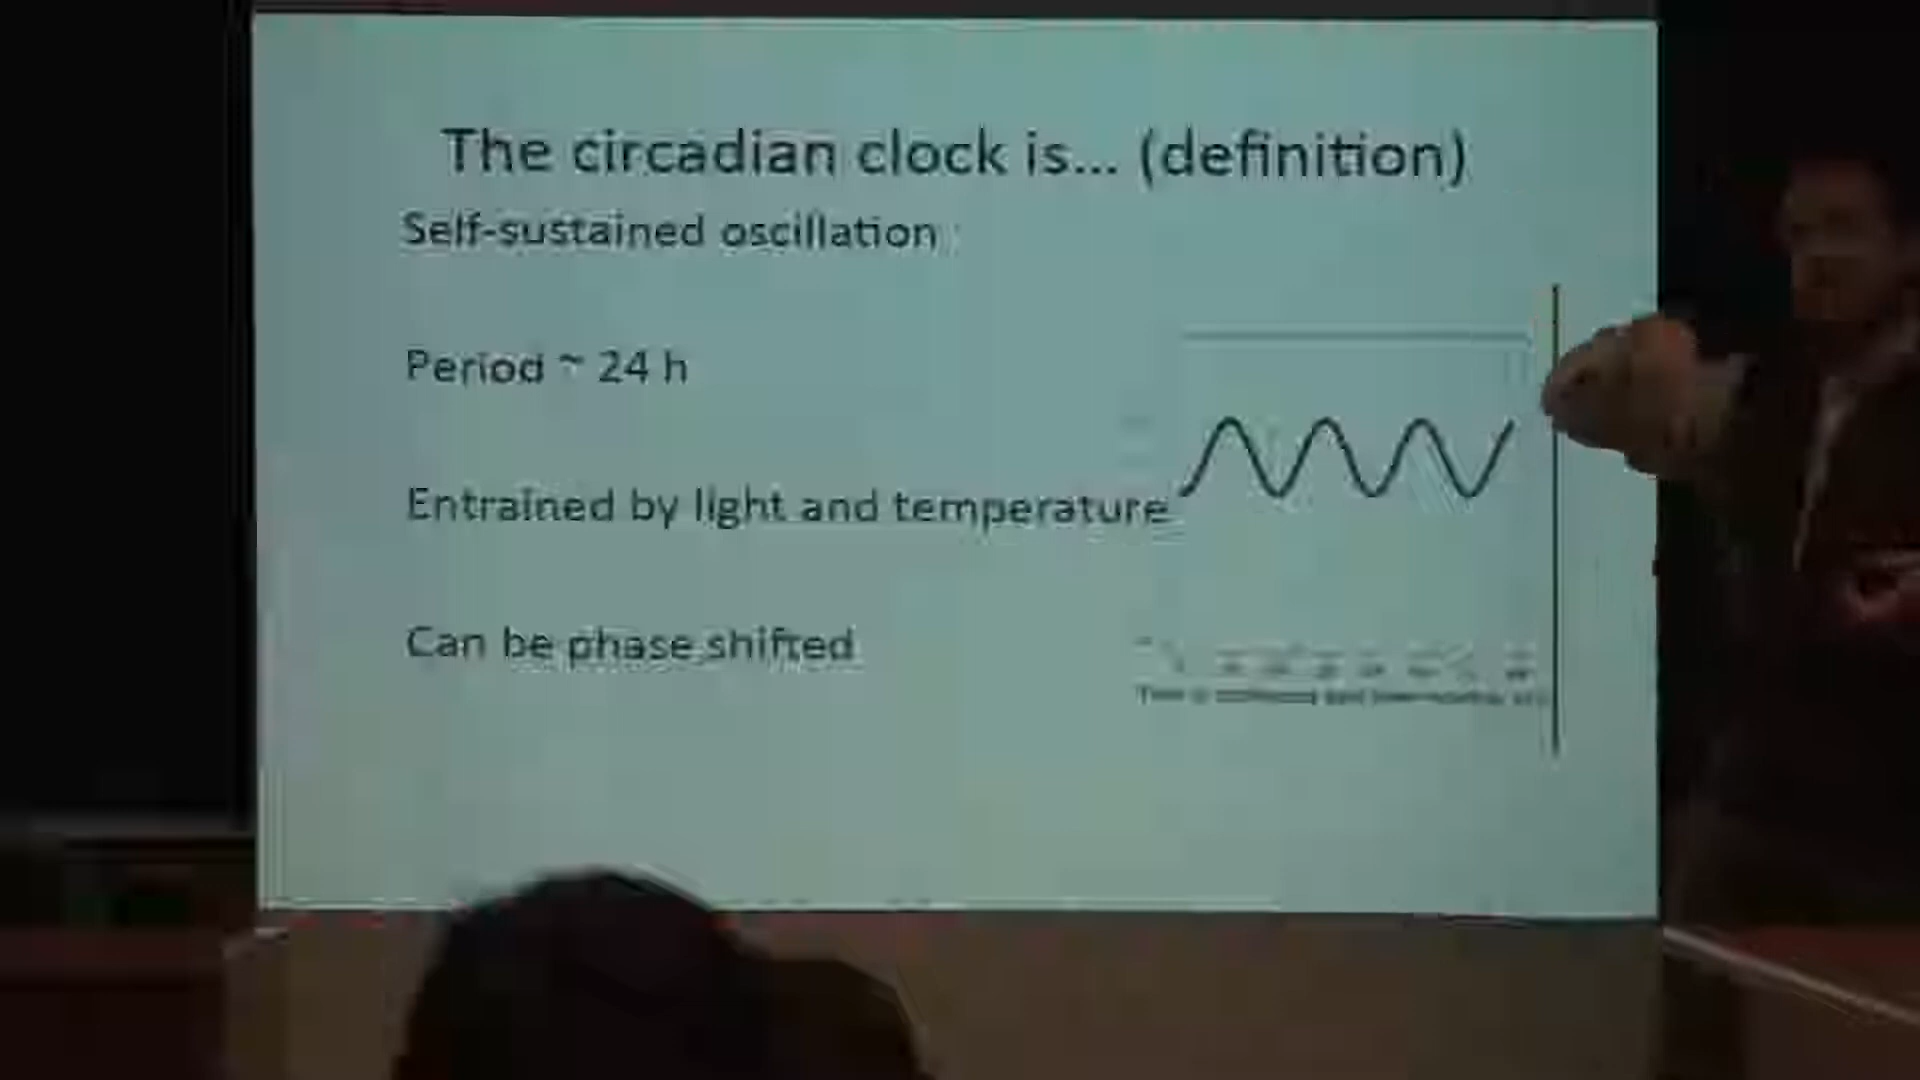 The circadian clock is... (definition)
Self-sustained oscillation
Period ~ 24 h
Entrained by light and temperature
Can be phase shifted